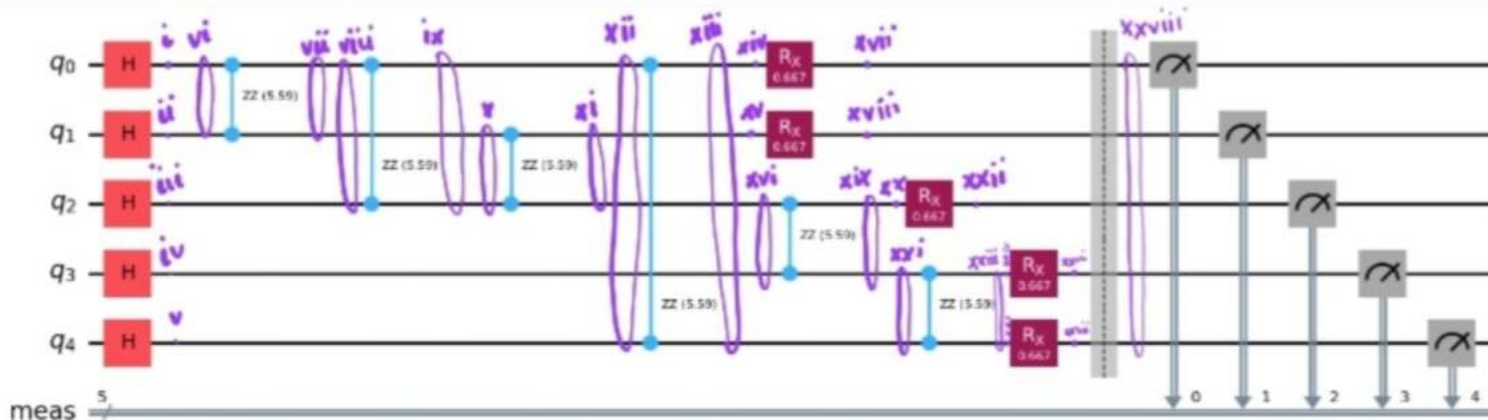 i vi vii viii ix xii xiii xiv xvii xxviii
q0 H RX 0.667
ZZ (5.59)
ii x xi xv xviii
q1 H RX 0.667
ZZ (5.59) ZZ (5.59)
iii xvi xix xx xxii
q2 H RX 0.667
ZZ (5.59)
iv xxi
q3 H RX 0.667
ZZ (5.59) ZZ (5.59)
v
q4 H RX 0.667
5 0 1 2 3 4
meas